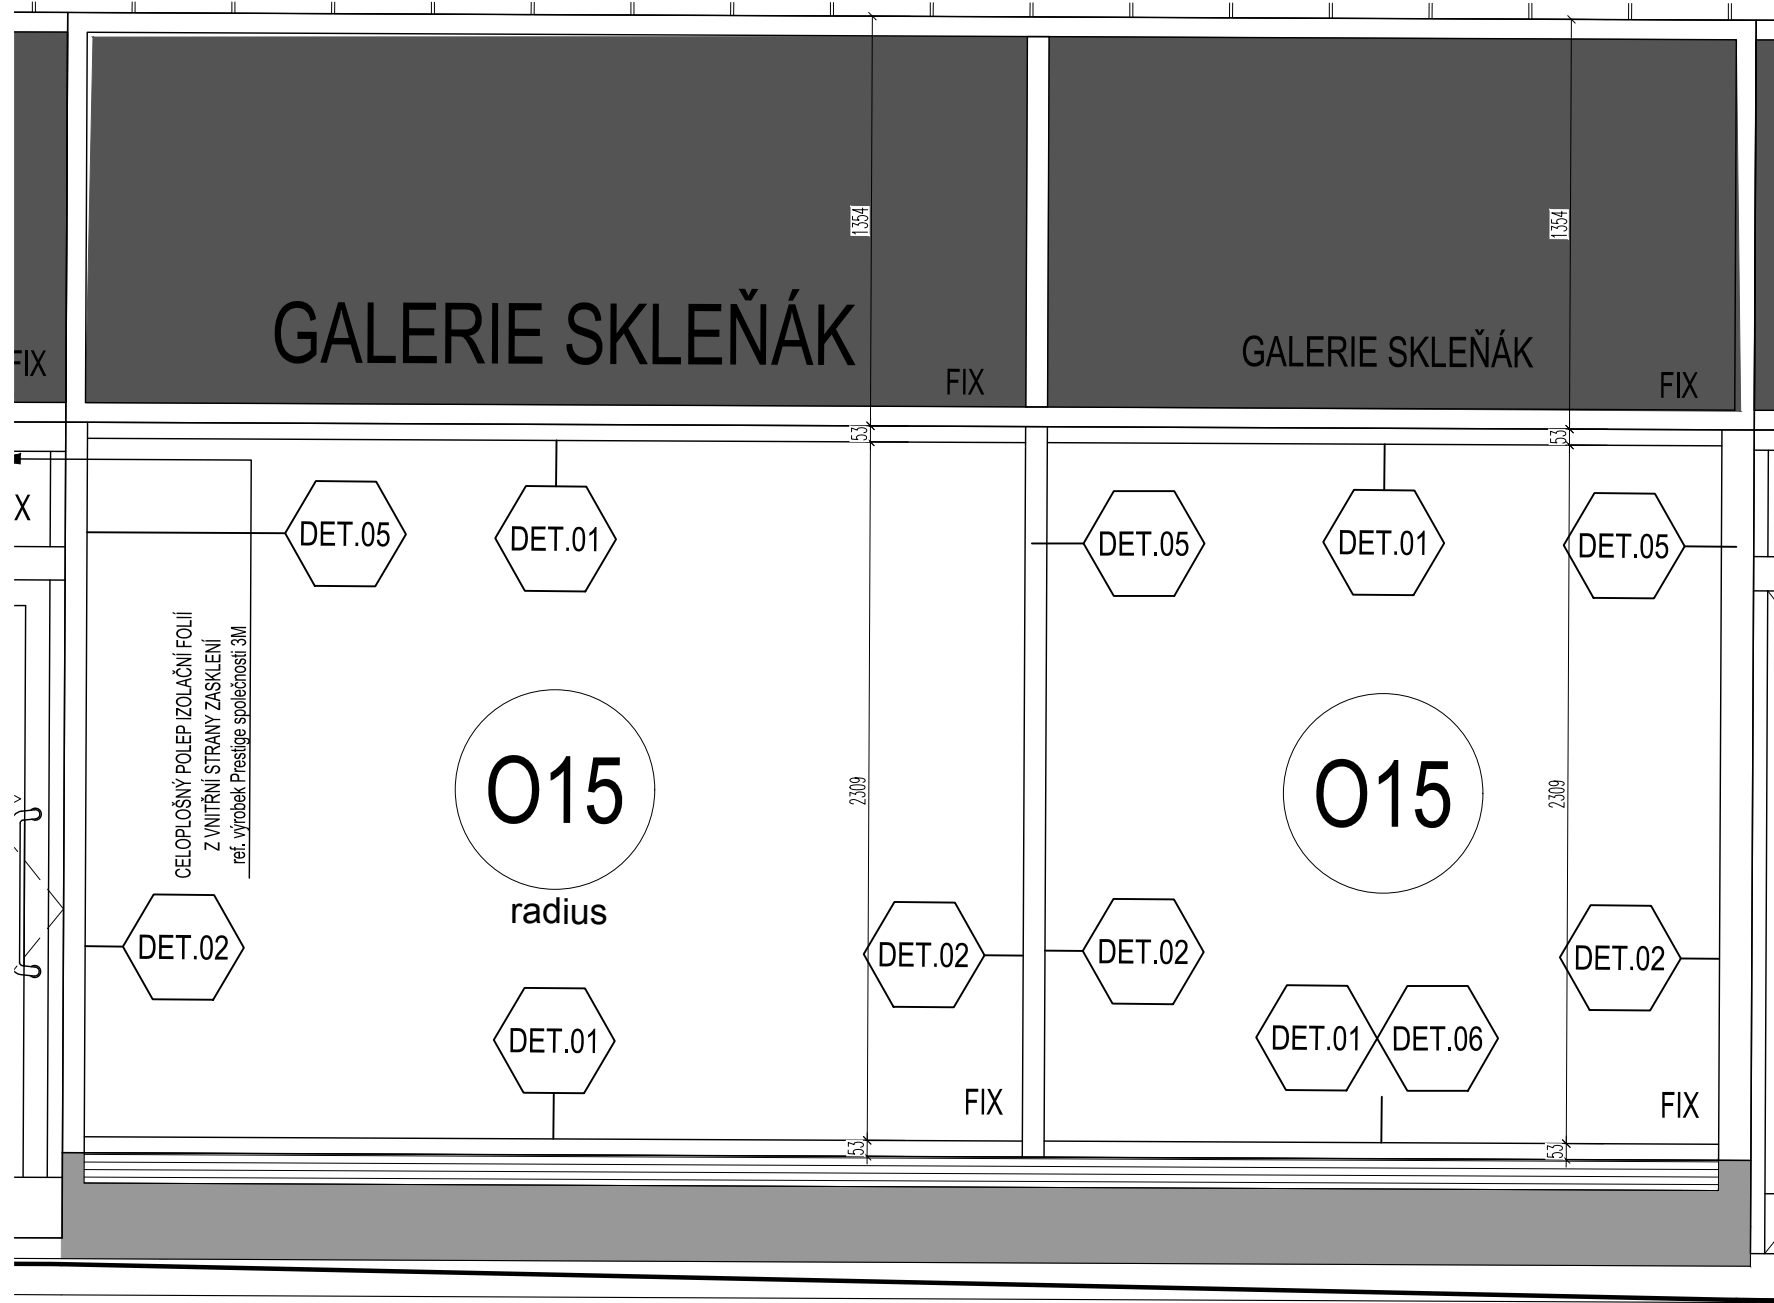 1354
1354
GALERIE SKLEŇÁK
GALERIE SKLEŇÁK
FIX
FIX
FIX
53
53
X
DET.05
DET.01
DET.05
DET.01
DET.05
CELOPLOŠNÝ POLEP IZOLAČNÍ FOLIÍ
Z VNITŘNÍ STRANY ZASKLENÍ
ref. výrobek Prestige společnosti 3M
O15
radius
2309
O15
2309
DET.02
DET.02
DET.02
DET.02
DET.01
DET.01
DET.06
FIX
FIX
53
53